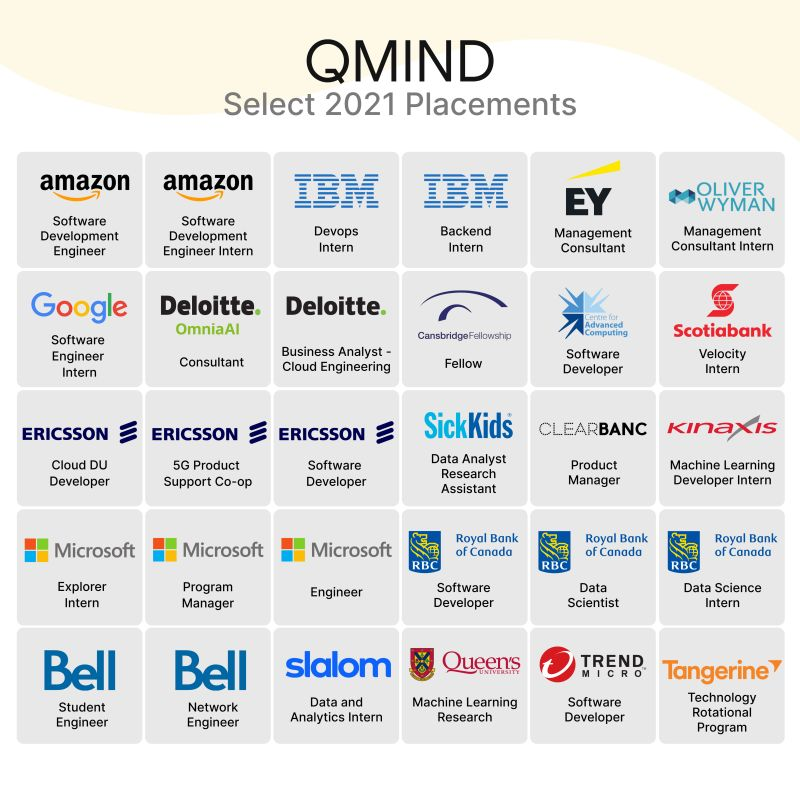 QMIND
Select 2021 Placements
amazon
Software
Development
Engineer
amazon
Software
Development
Engineer Intern
IBM
Devops
Intern
IBM
Backend
Intern
EY
Management
Consultant
OLIVER
WYMAN
Management
Consultant Intern
Google
Software
Engineer
Intern
Deloitte.
OmniaAI
Consultant
Deloitte.
Business Analyst -
Cloud Engineering
CansbridgeFellowship
Fellow
Centre for
Advanced
Computing
Software
Developer
Scotiabank
Velocity
Intern
ERICSSON
Cloud DU
Developer
ERICSSON
5G Product
Support Co-op
ERICSSON
Software
Developer
SickKids®
Data Analyst
Research
Assistant
CLEARBANC
Product
Manager
KINAXIS
Machine Learning
Developer Intern
Microsoft
Explorer
Intern
Microsoft
Program
Manager
Microsoft
Engineer
RBC
Royal Bank
of Canada
Software
Developer
RBC
Royal Bank
of Canada
Data
Scientist
RBC
Royal Bank
of Canada
Data Science
Intern
Bell
Student
Engineer
Bell
Network
Engineer
slalom
Data and
Analytics Intern
Queen's
UNIVERSITY
Machine Learning
Research
TREND
MICRO™
Software
Developer
Tangerine
Technology
Rotational
Program